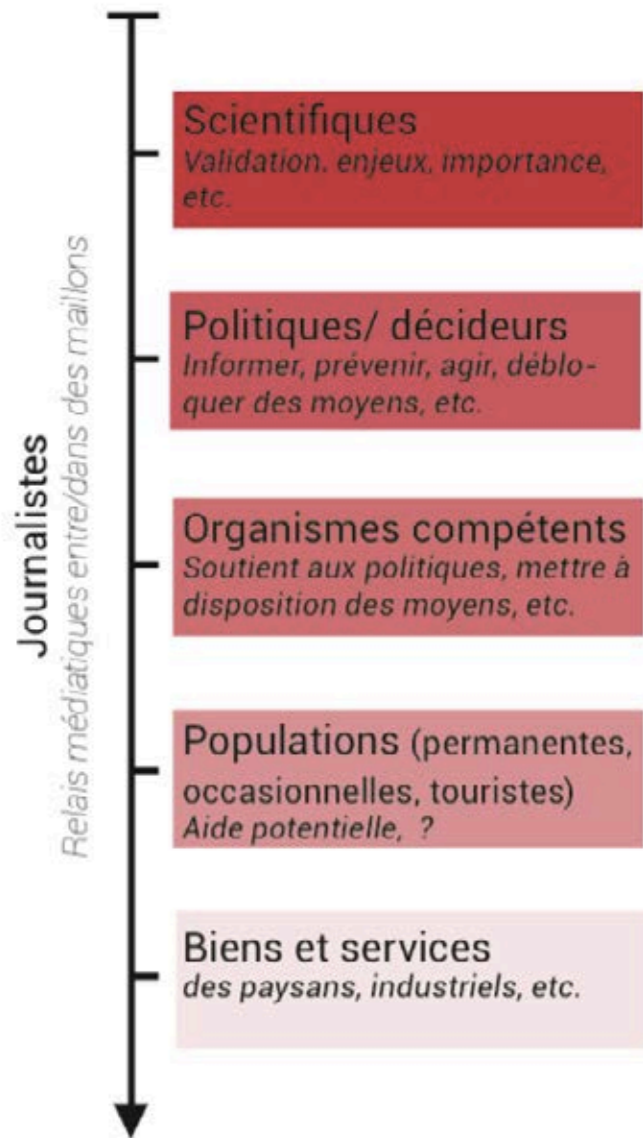 Journalistes
Relais médiatiques entre/dans des maillons
Scientifiques
Validation. enjeux, importance,
etc.
Politiques/ décideurs
Informer, prévenir, agir, déblo-
quer des moyens, etc.
Organismes compétents
Soutient aux politiques, mettre à
disposition des moyens, etc.
Populations (permanentes,
occasionnelles, touristes)
Aide potentielle, ?
Biens et services
des paysans, industriels, etc.